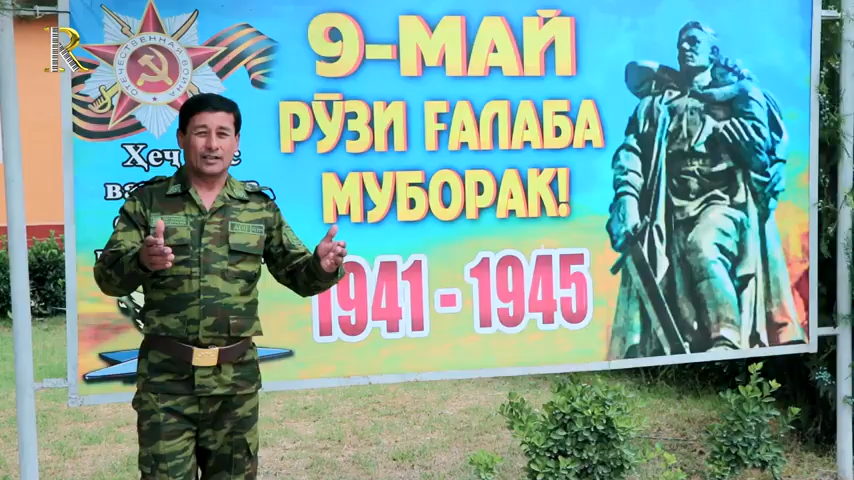 R
ОТЕЧЕСТВЕННАЯ ВОЙНА
9-МАЙ
РӮЗИ ҒАЛАБА
МУБОРАК!
1941 - 1945